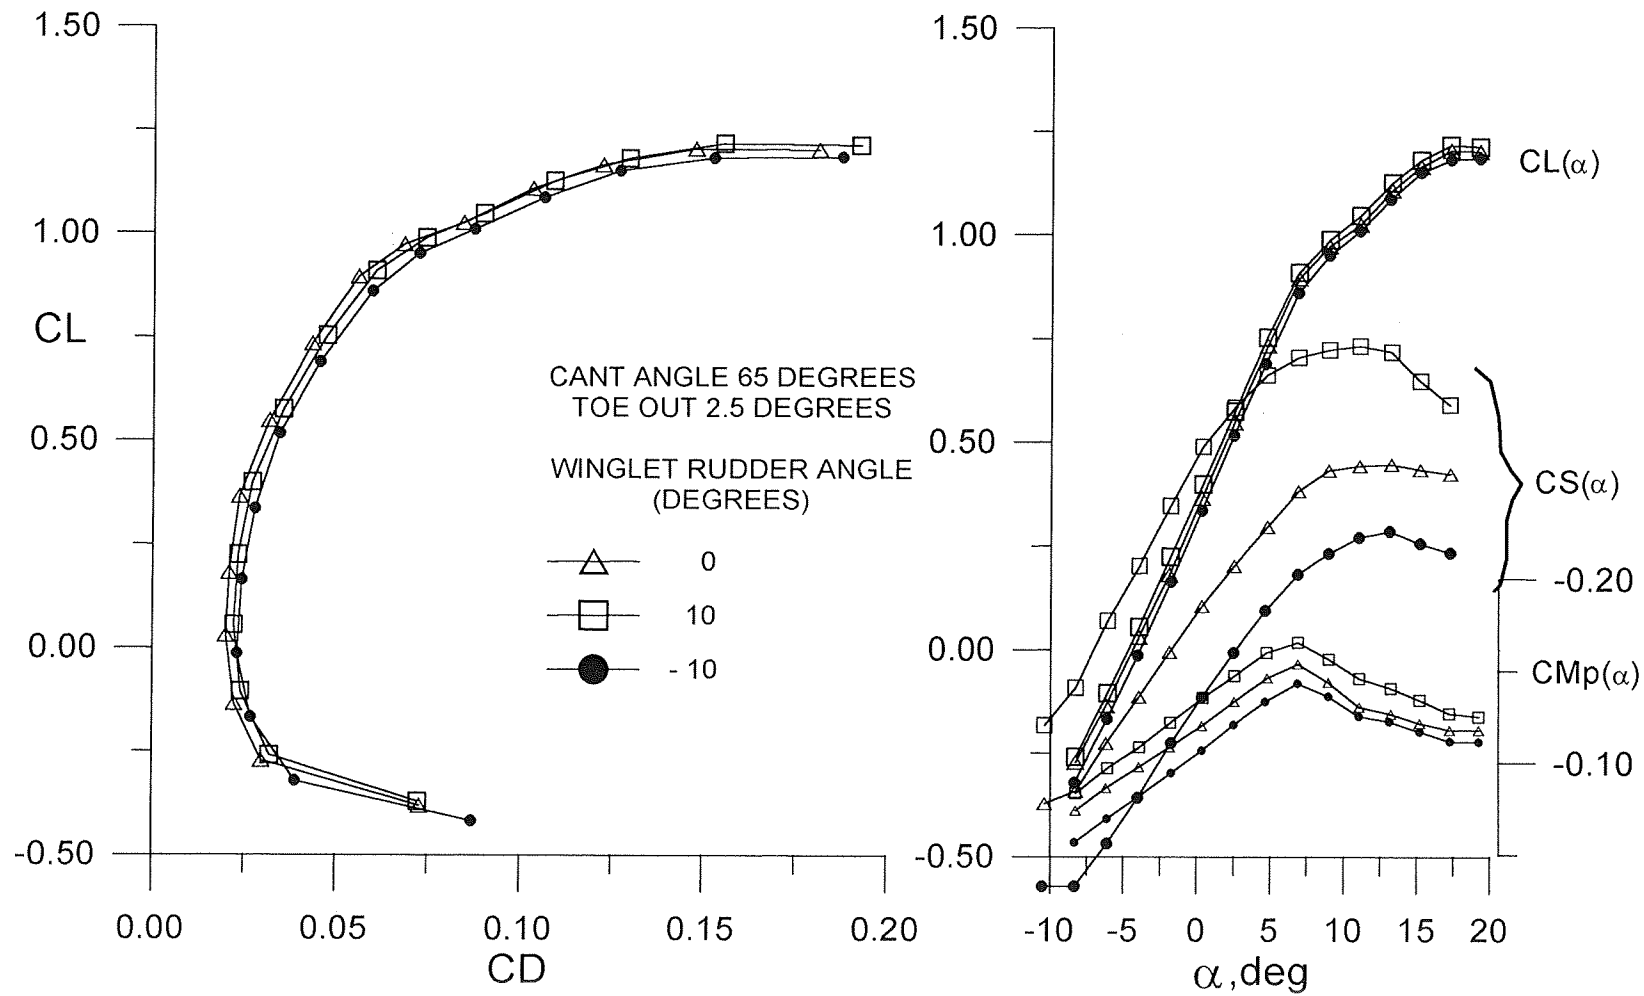 1.50
1.00
CL
0.50
0.00
-0.50
0.00 0.05 0.10 0.15 0.20
CD
CANT ANGLE 65 DEGREES
TOE OUT 2.5 DEGREES
WINGLET RUDDER ANGLE
(DEGREES)
0
10
- 10
1.50
1.00
0.50
0.00
-0.50
-10 -5 0 5 10 15 20
α,deg
CL(α)
CS(α)
-0.20
CMp(α)
-0.10